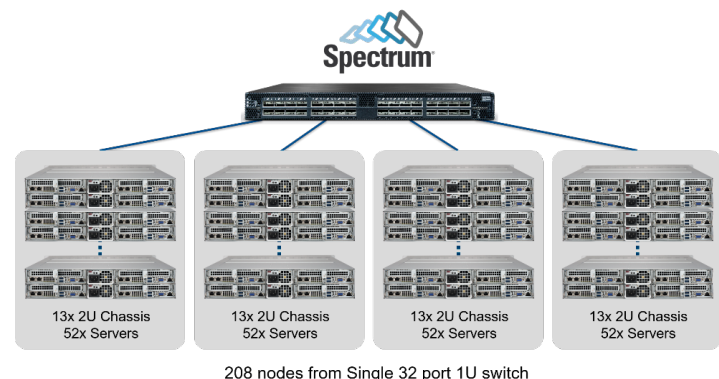 Spectrum
13x 2U Chassis
52x Servers
13x 2U Chassis
52x Servers
13x 2U Chassis
52x Servers
13x 2U Chassis
52x Servers
208 nodes from Single 32 port 1U switch